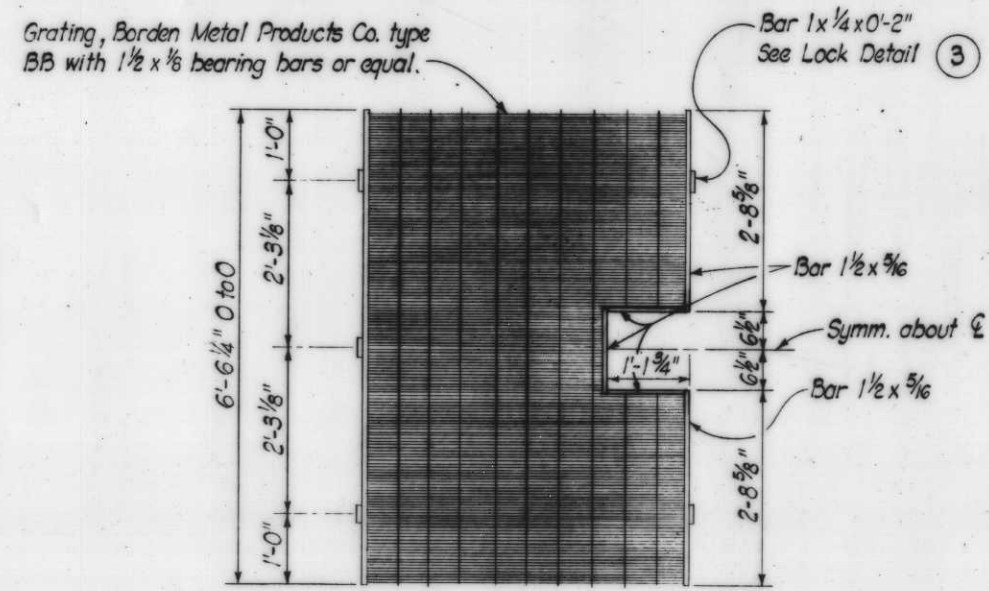 Grating, Borden Metal Products Co. type
BB with 1½ x ⅛ bearing bars or equal.
Bar 1 x ¼ x 0'-2"
See Lock Detail
3
1'-0"
2'-3⅛"
6'-6¼" O to O
2'-3⅛"
1'-0"
2-8⅝"
Bar 1½ x 5/16
6½"
Symm. about ℄
1'-1¾"
6½"
Bar 1½ x 5/16
2-8⅝"